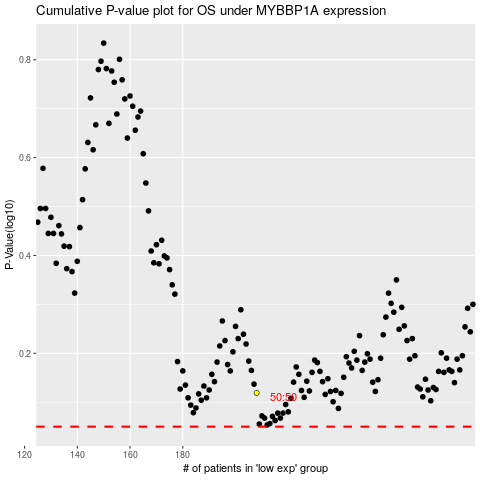 Cumulative P-value plot for OS under MYBBP1A expression
P-Value(log10)
0.8
0.6
0.4
0.2
50:50
120 140 160 180
# of patients in 'low exp' group